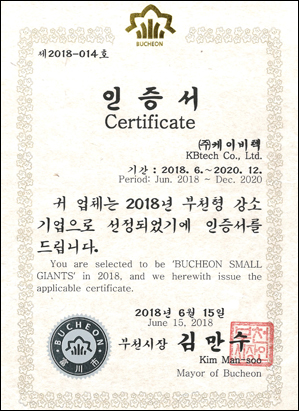 BUCHEON
제2018-014호
인증서
Certificate
㈜케이비텍
KBtech Co., Ltd.
기간 : 2018. 6.~2020. 12.
Period: Jun. 2018 ~ Dec. 2020
귀 업체는 2018년 부천형 강소
기업으로 선정되었기에 인증서를
드립니다.
You are selected to be 'BUCHEON SMALL
GIANTS' in 2018, and we herewith issue the
applicable certificate.
2018년 6월 15일
June 15, 2018
부천시장 김만수
Kim Man-soo
Mayor of Bucheon
BUCHEON